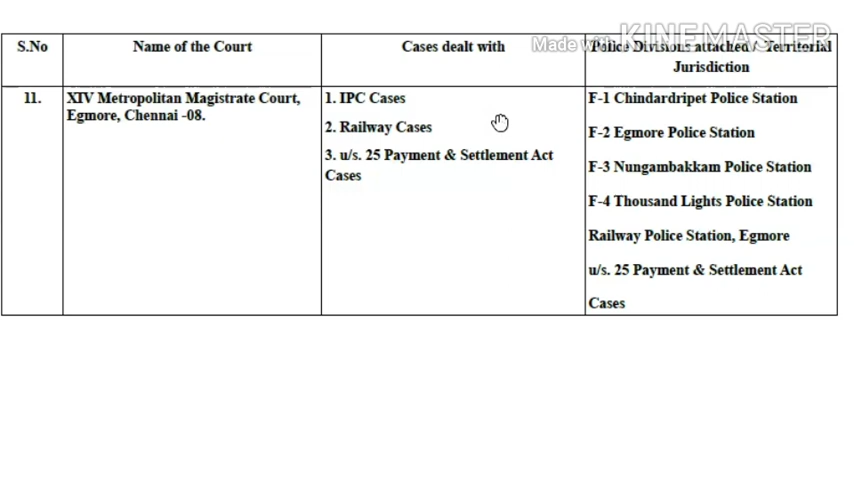 S.No
Name of the Court
Cases dealt with
Police Divisions attached / Territorial
Jurisdiction
Made with KINEMASTER
11.
XIV Metropolitan Magistrate Court,
Egmore, Chennai -08.
1. IPC Cases
2. Railway Cases
3. u/s. 25 Payment & Settlement Act
Cases
F-1 Chindardripet Police Station
F-2 Egmore Police Station
F-3 Nungambakkam Police Station
F-4 Thousand Lights Police Station
Railway Police Station, Egmore
u/s. 25 Payment & Settlement Act
Cases